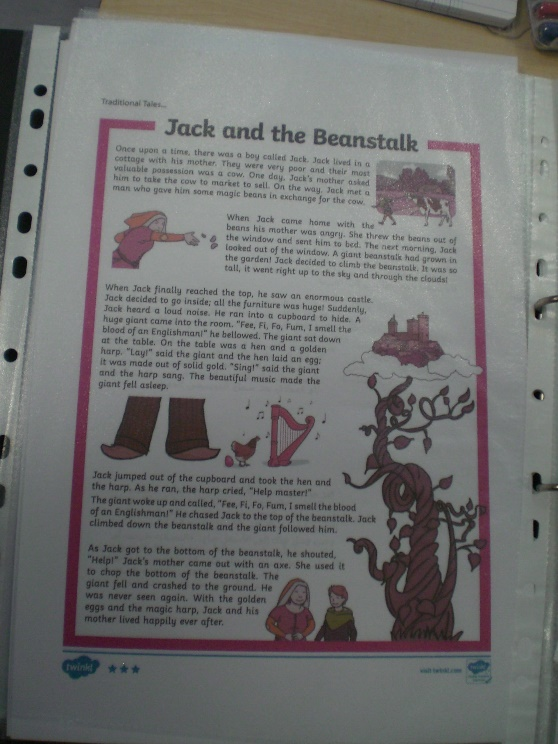 Traditional Tales...
Jack and the Beanstalk
Once upon a time, there was a boy called Jack. Jack lived in a
cottage with his mother. They were very poor and their most
valuable possession was a cow. One day, Jack's mother asked
him to take the cow to market to sell. On the way, Jack met a
man who gave him some magic beans in exchange for the cow.
When Jack came home with the
beans his mother was angry. She threw the beans out of
the window and sent him to bed. The next morning, Jack
looked out of the window. A giant beanstalk had grown in
the garden! Jack decided to climb the beanstalk. It was so
tall, it went right up to the sky and through the clouds!
When Jack finally reached the top, he saw an enormous castle.
Jack decided to go inside; all the furniture was huge! Suddenly,
Jack heard a loud noise. He ran into a cupboard to hide. A
huge giant came into the room. "Fee, Fi, Fo, Fum, I smell the
blood of an Englishman!" he bellowed. The giant sat down
at the table. On the table was a hen and a golden
harp. "Lay!" said the giant and the hen laid an egg;
it was made out of solid gold. "Sing!" said the giant
and the harp sang. The beautiful music made the
giant fell asleep.
Jack jumped out of the cupboard and took the hen and
the harp. As he ran, the harp cried, "Help master!"
The giant woke up and called, "Fee, Fi, Fo, Fum, I smell the blood
of an Englishman!" He chased Jack to the top of the beanstalk. Jack
climbed down the beanstalk and the giant followed him.
As Jack got to the bottom of the beanstalk, he shouted,
"Help!" Jack's mother came out with an axe. She used it
to chop the bottom of the beanstalk. The
giant fell and crashed to the ground. He
was never seen again. With the golden
eggs and the magic harp, Jack and his
mother lived happily ever after.
twinkl
visit twinkl.com
twinkl